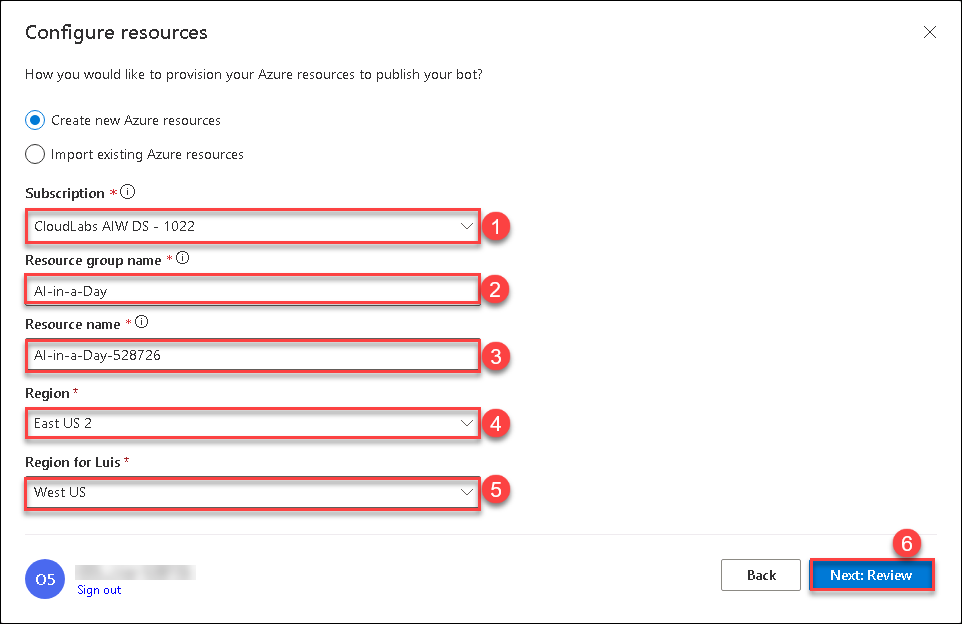 Configure resources
How you would like to provision your Azure resources to publish your bot?
Create new Azure resources
Import existing Azure resources
Subscription *
CloudLabs AIW DS - 1022
1
Resource group name *
AI-in-a-Day
2
Resource name *
AI-in-a-Day-528726
3
Region *
East US 2
4
Region for Luis *
West US
5
6
O5
Sign out
Back
Next: Review